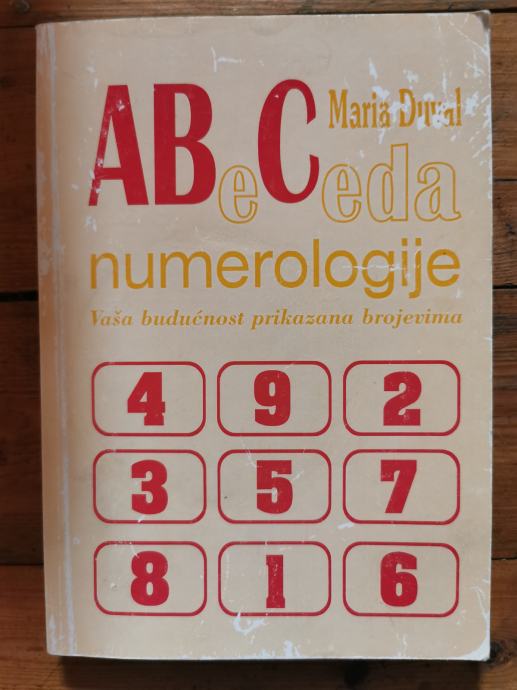 Maria Duval
ABeCeda
numerologije
Vaša budućnost prikazana brojevima
4 9 2
3 5 7
8 1 6